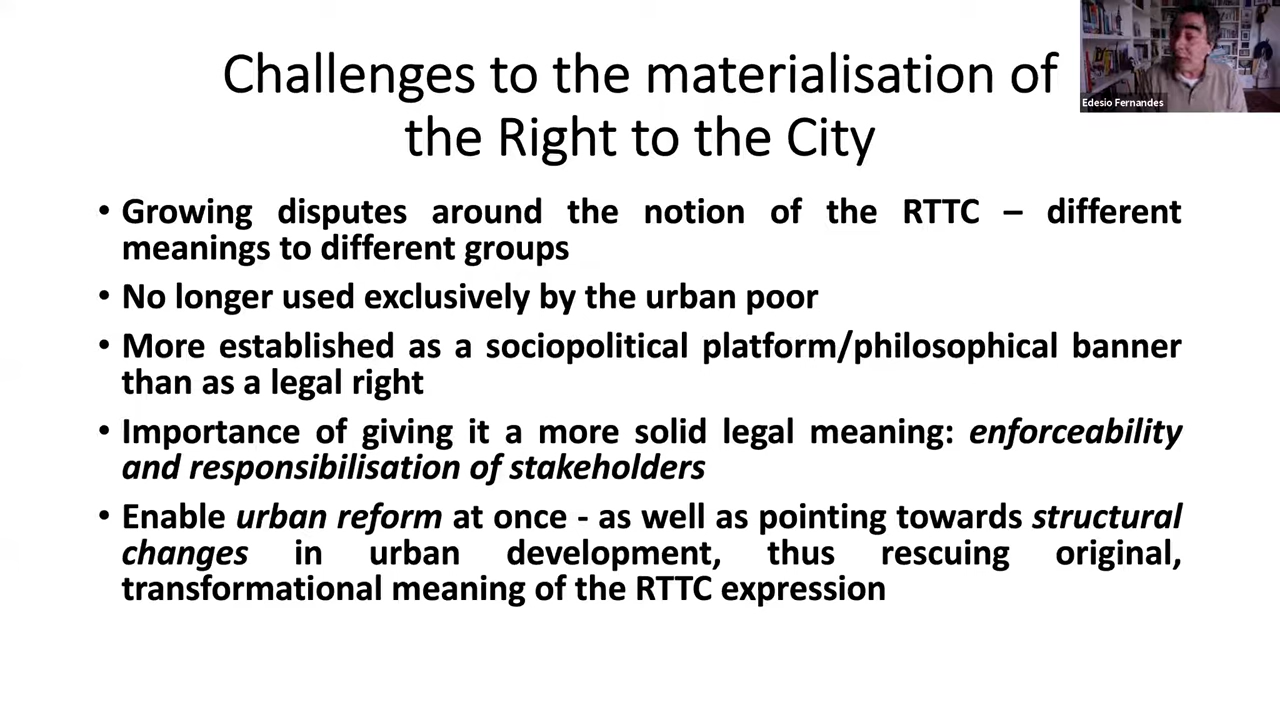 Challenges to the materialisation of
the Right to the City
Edesio Fernandes
• Growing disputes around the notion of the RTTC – different
meanings to different groups
• No longer used exclusively by the urban poor
• More established as a sociopolitical platform/philosophical banner
than as a legal right
• Importance of giving it a more solid legal meaning: enforceability
and responsibilisation of stakeholders
• Enable urban reform at once - as well as pointing towards structural
changes in urban development, thus rescuing original,
transformational meaning of the RTTC expression